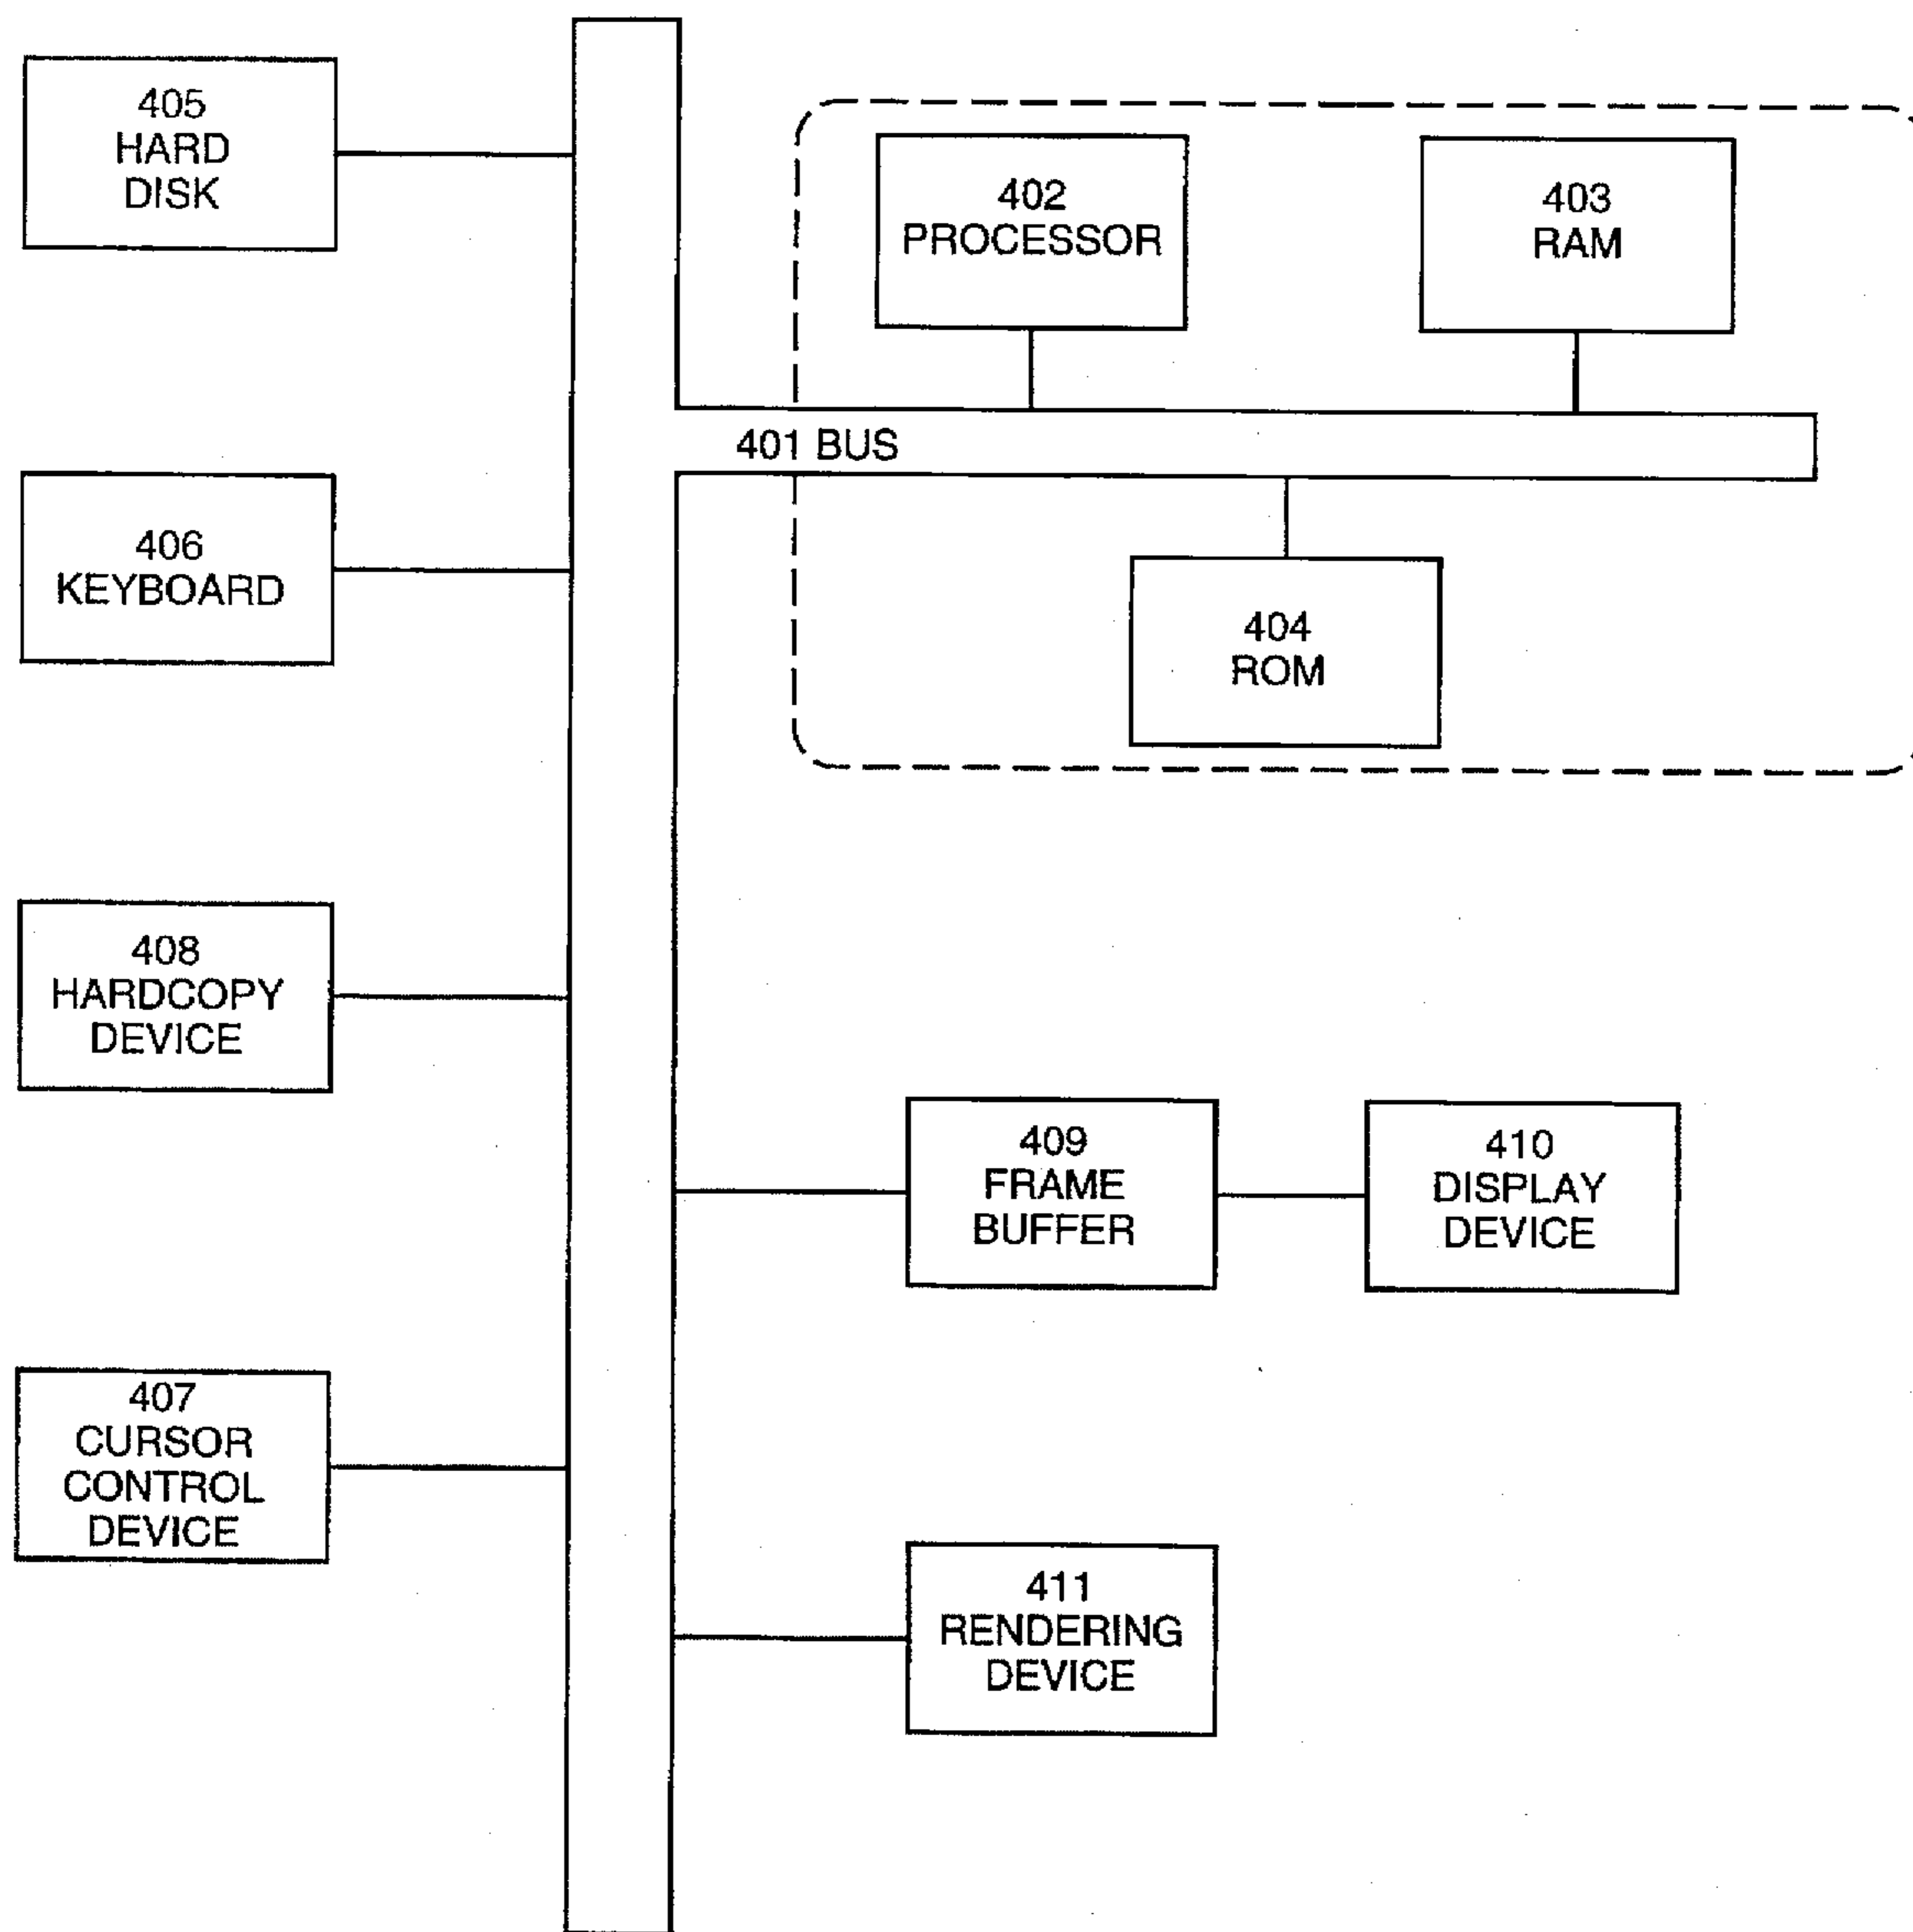 405
HARD
DISK
402
PROCESSOR
403
RAM
401 BUS
406
KEYBOARD
404
ROM
408
HARDCOPY
DEVICE
409
FRAME
BUFFER
410
DISPLAY
DEVICE
407
CURSOR
CONTROL
DEVICE
411
RENDERING
DEVICE